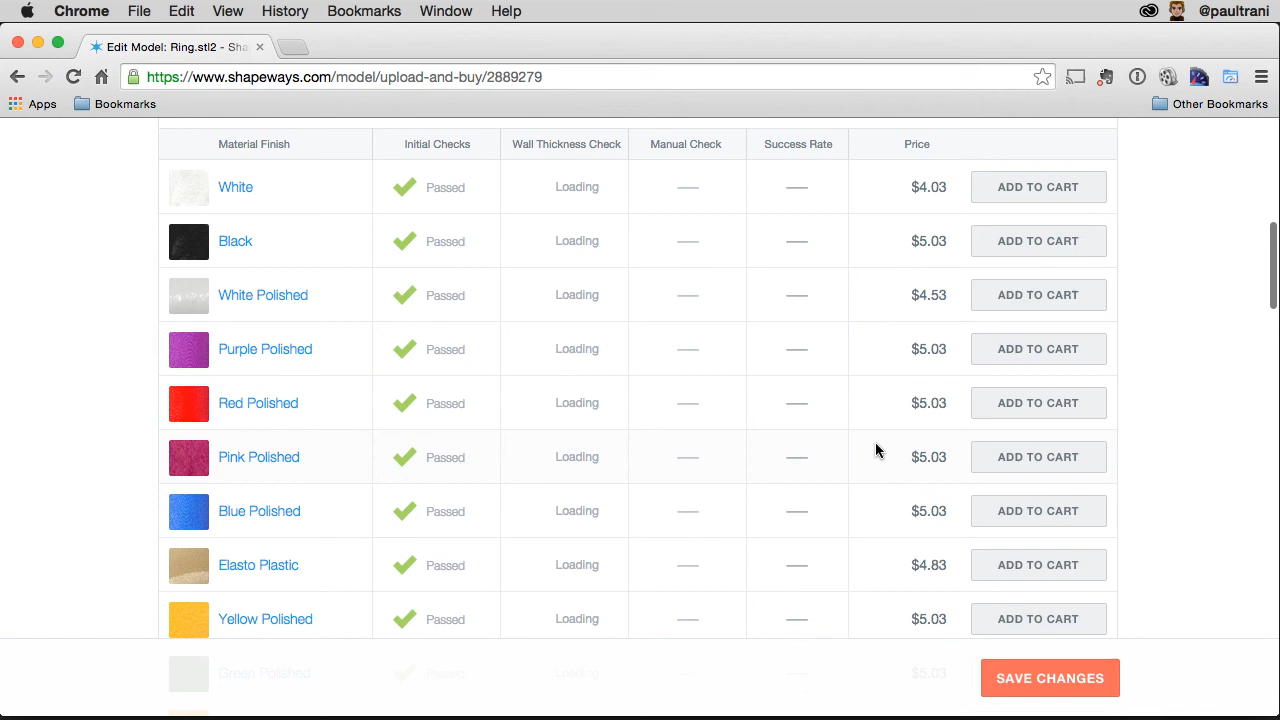 Chrome File Edit View History Bookmarks Window Help @paultrani
Edit Model: Ring.stl2 - Sha
https://www.shapeways.com/model/upload-and-buy/2889279
Apps Bookmarks Other Bookmarks
Material Finish Initial Checks Wall Thickness Check Manual Check Success Rate Price
White Passed Loading — — $4.03 ADD TO CART
Black Passed Loading — — $5.03 ADD TO CART
White Polished Passed Loading — — $4.53 ADD TO CART
Purple Polished Passed Loading — — $5.03 ADD TO CART
Red Polished Passed Loading — — $5.03 ADD TO CART
Pink Polished Passed Loading — — $5.03 ADD TO CART
Blue Polished Passed Loading — — $5.03 ADD TO CART
Elasto Plastic Passed Loading — — $4.83 ADD TO CART
Yellow Polished Passed Loading — — $5.03 ADD TO CART
Green Polished Passed Loading — — $5.03
SAVE CHANGES